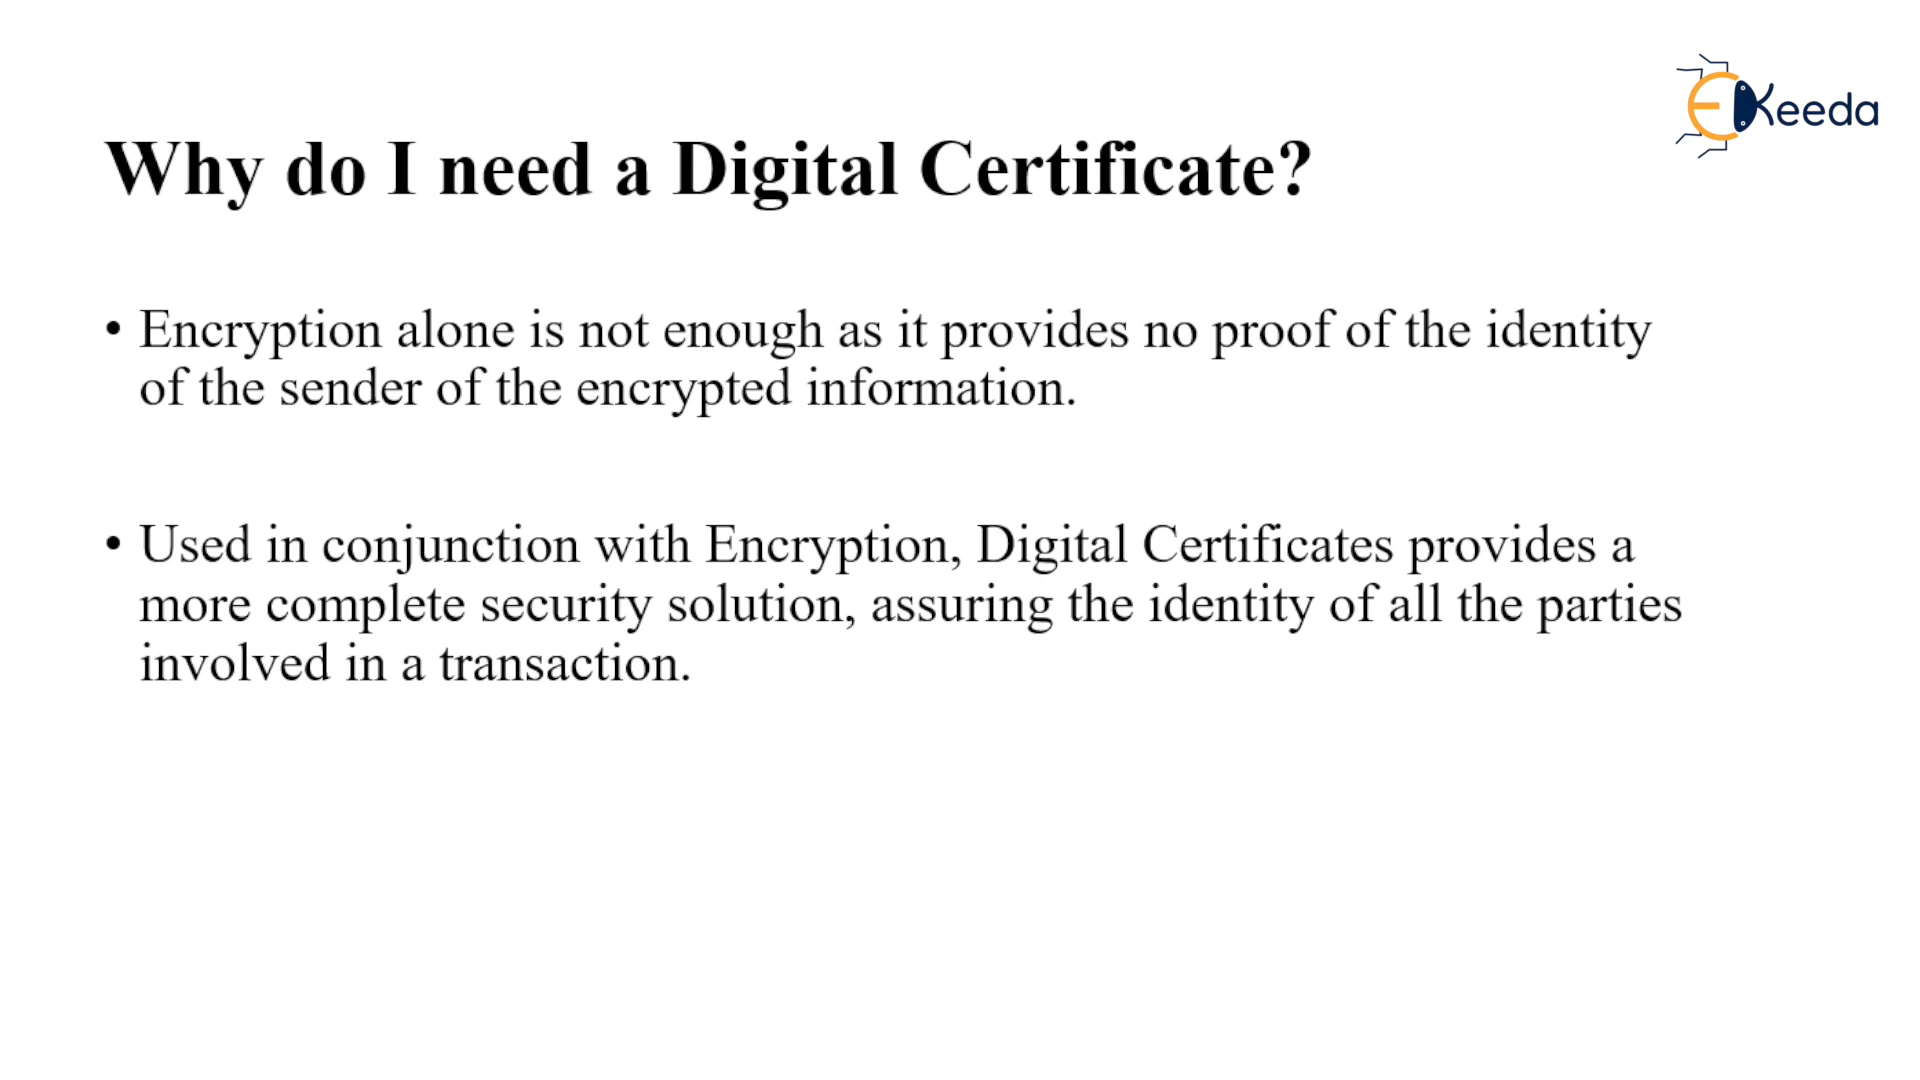 EKeeda
Why do I need a Digital Certificate?
• Encryption alone is not enough as it provides no proof of the identity
of the sender of the encrypted information.
• Used in conjunction with Encryption, Digital Certificates provides a
more complete security solution, assuring the identity of all the parties
involved in a transaction.